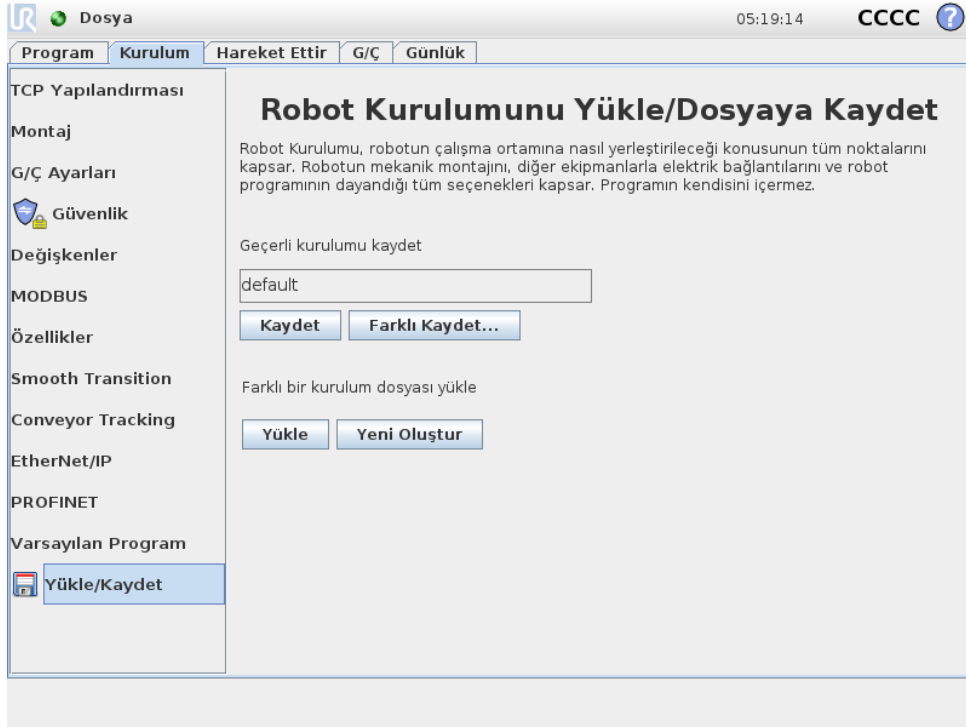 UR Dosya 05:19:14 CCCC ?
Program Kurulum Hareket Ettir G/Ç Günlük
TCP Yapılandırması
Montaj
G/Ç Ayarları
Güvenlik
Değişkenler
MODBUS
Özellikler
Smooth Transition
Conveyor Tracking
EtherNet/IP
PROFINET
Varsayılan Program
Yükle/Kaydet
Robot Kurulumunu Yükle/Dosyaya Kaydet
Robot Kurulumu, robotun çalışma ortamına nasıl yerleştirileceği konusunun tüm noktalarını
kapsar. Robotun mekanik montajını, diğer ekipmanlarla elektrik bağlantılarını ve robot
programının dayandığı tüm seçenekleri kapsar. Programın kendisini içermez.
Geçerli kurulumu kaydet
default
Kaydet Farklı Kaydet...
Farklı bir kurulum dosyası yükle
Yükle Yeni Oluştur